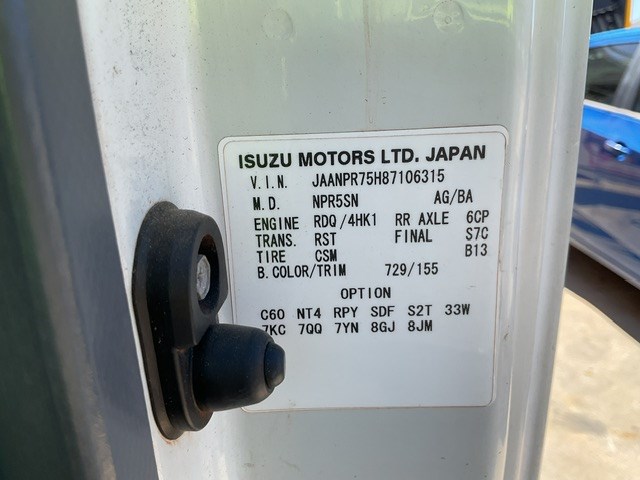 ISUZU MOTORS LTD. JAPAN
V.I.N. JAANPR75H87106315
M.D. NPR5SN AG/BA
ENGINE RDQ/4HK1 RR AXLE 6CP
TRANS. RST FINAL S7C
TIRE CSM B13
B.COLOR/TRIM 729/155
OPTION
C60 NT4 RPY SDF S2T 33W
7KC 7QQ 7YN 8GJ 8JM